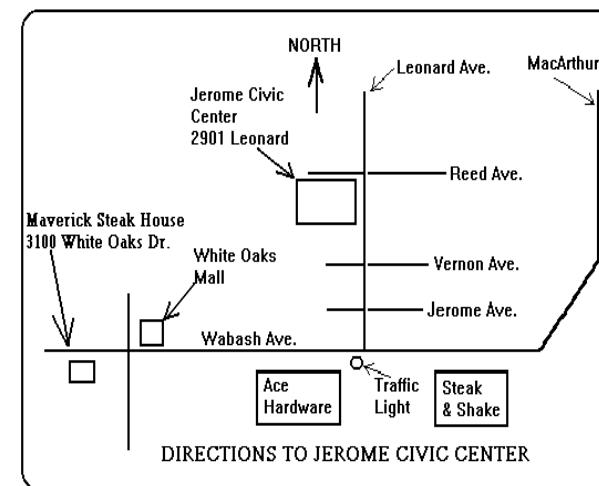 NORTH
Leonard Ave.
MacArthur
Jerome Civic
Center
2901 Leonard
Reed Ave.
Maverick Steak House
3100 White Oaks Dr.
White Oaks
Mall
Vernon Ave.
Jerome Ave.
Wabash Ave.
Ace
Hardware
Traffic
Light
Steak
& Shake
DIRECTIONS TO JEROME CIVIC CENTER